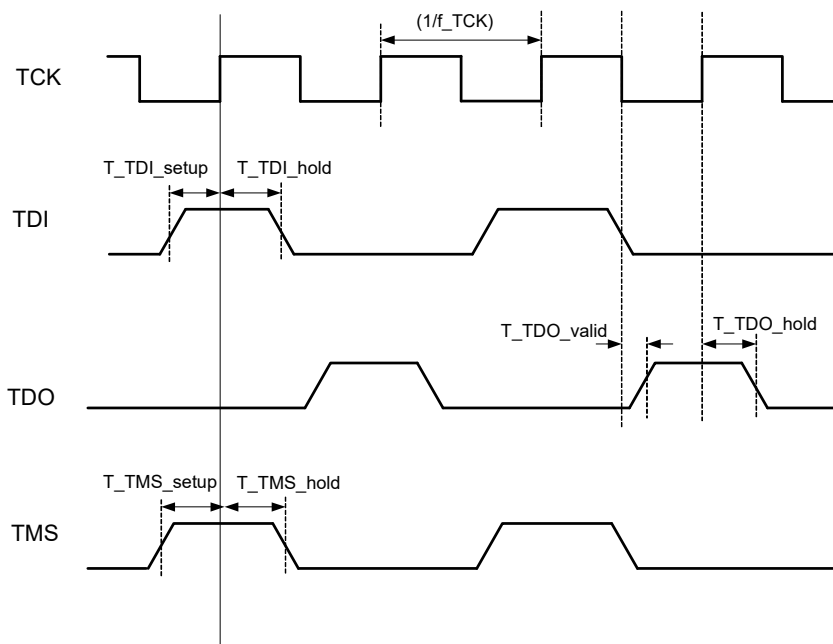 (1/f_TCK)
TCK
T_TDI_setup T_TDI_hold
TDI
T_TDO_valid T_TDO_hold
TDO
T_TMS_setup T_TMS_hold
TMS